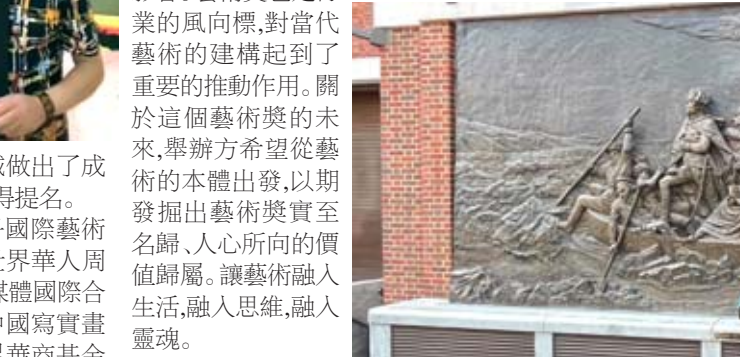 做出了成
得提名。
國際藝術
世界華人周
媒體國際合
中國寫實畫
業的風向標,對當代
藝術的建構起到了
重要的推動作用。關
於這個藝術獎的未
來,舉辦方希望從藝
術的本體出發,以期
發掘出藝術獎實至
名歸、人心所向的價
值歸屬。讓藝術融入
生活,融入思維,融入
靈魂。